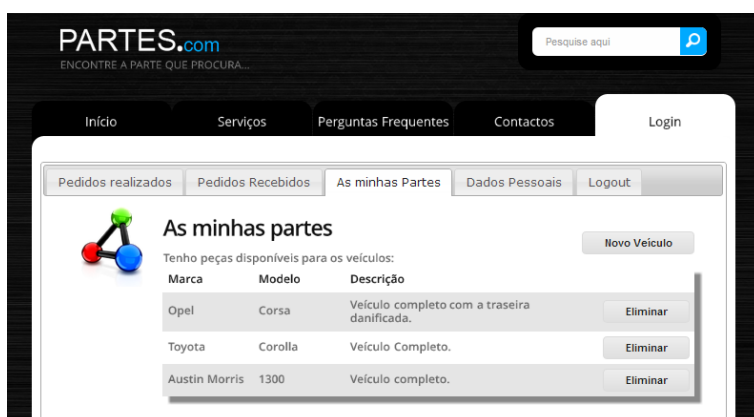 PARTES.com
ENCONTRE A PARTE QUE PROCURA...
Pesquise aqui
Início Serviços Perguntas Frequentes Contactos Login
Pedidos realizados Pedidos Recebidos As minhas Partes Dados Pessoais Logout
As minhas partes
Novo Veículo
Tenho peças disponíveis para os veículos:
Marca Modelo Descrição
Opel Corsa Veículo completo com a traseira
danificada. Eliminar
Toyota Corolla Veículo Completo. Eliminar
Austin Morris 1300 Veículo completo. Eliminar